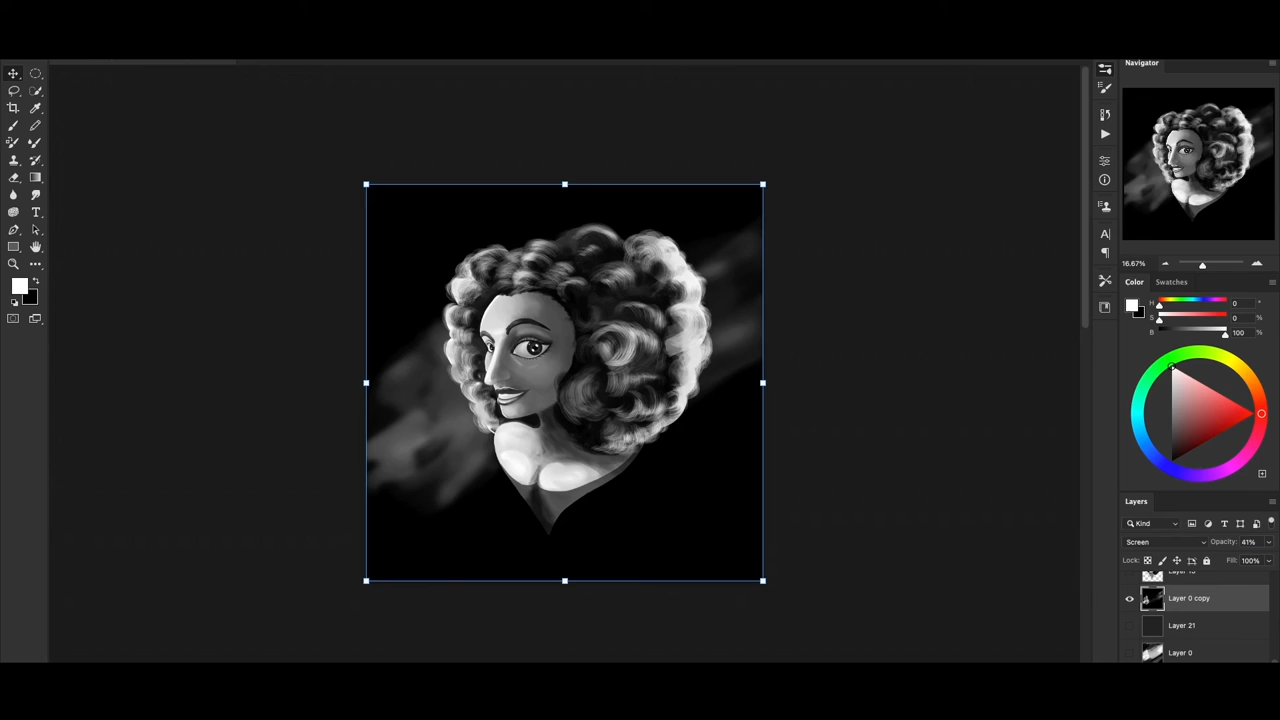 Navigator
16.67%
Color Swatches
H 0 °
S 0 %
B 100 %
Layers
Kind
Screen Opacity: 41%
Lock: Fill: 100%
Layer 0 copy
Layer 21
Layer 0